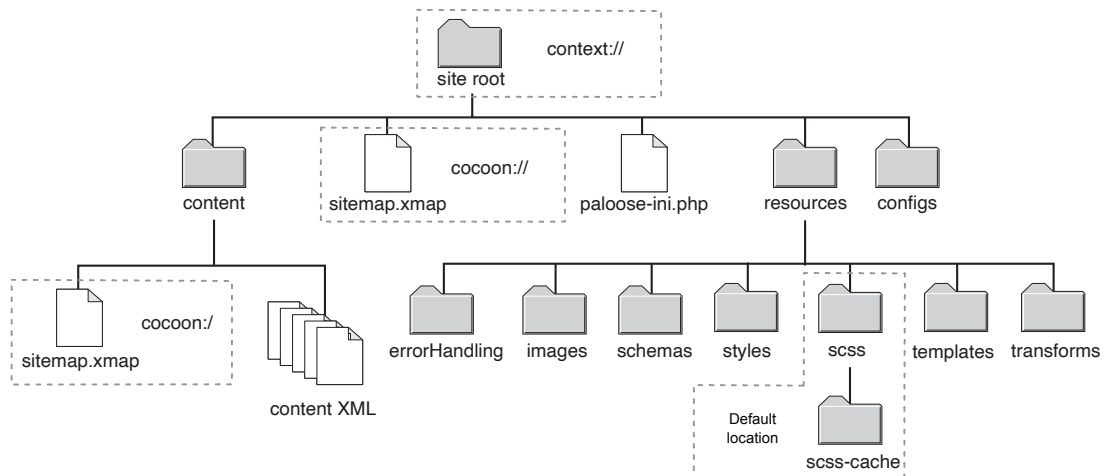 context://
site root
cocoon://
content
sitemap.xmap
paloose-ini.php
resources
configs
cocoon:/
sitemap.xmap
content XML
errorHandling
images
schemas
styles
scss
templates
transforms
Default
location
scss-cache